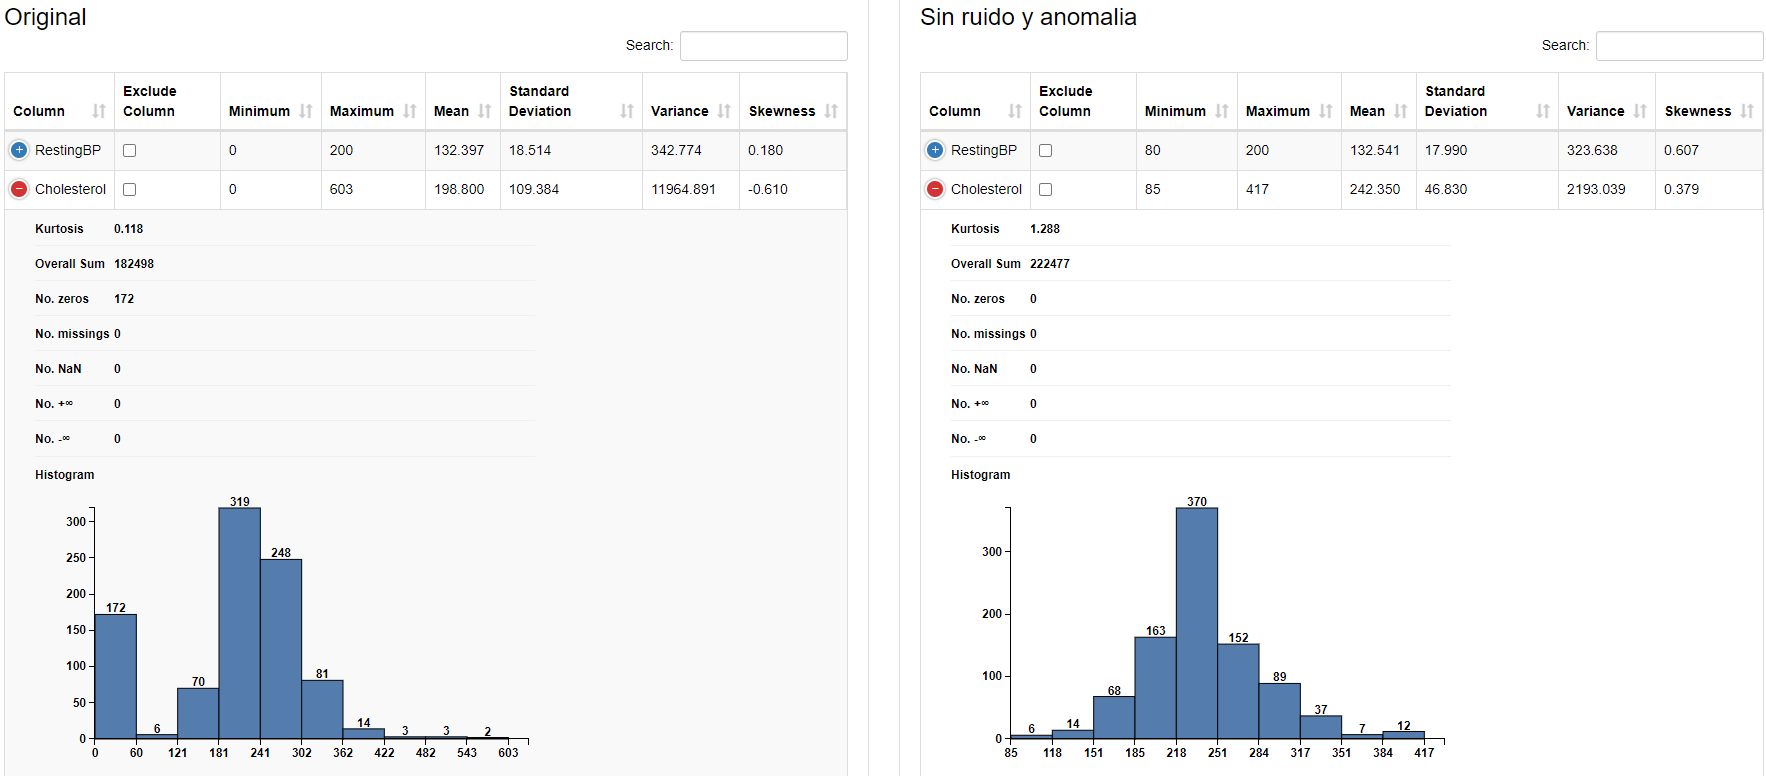 Original
Search:
Column Exclude Column Minimum Maximum Mean Standard Deviation Variance Skewness
RestingBP 0 200 132.397 18.514 342.774 0.180
Cholesterol 0 603 198.800 109.384 11964.891 -0.610
Kurtosis 0.118
Overall Sum 182498
No. zeros 172
No. missings 0
No. NaN 0
No. +∞ 0
No. -∞ 0
Histogram
319
300
250 248
200
172
150
100
81
70
50
14
6 3 3 2
0
0 60 121 181 241 302 362 422 482 543 603
Sin ruido y anomalia
Search:
Column Exclude Column Minimum Maximum Mean Standard Deviation Variance Skewness
RestingBP 80 200 132.541 17.990 323.638 0.607
Cholesterol 85 417 242.350 46.830 2193.039 0.379
Kurtosis 1.288
Overall Sum 222477
No. zeros 0
No. missings 0
No. NaN 0
No. +∞ 0
No. -∞ 0
Histogram
370
300
200
163 152
100 89
68
37
6 14 7 12
0
85 118 151 185 218 251 284 317 351 384 417